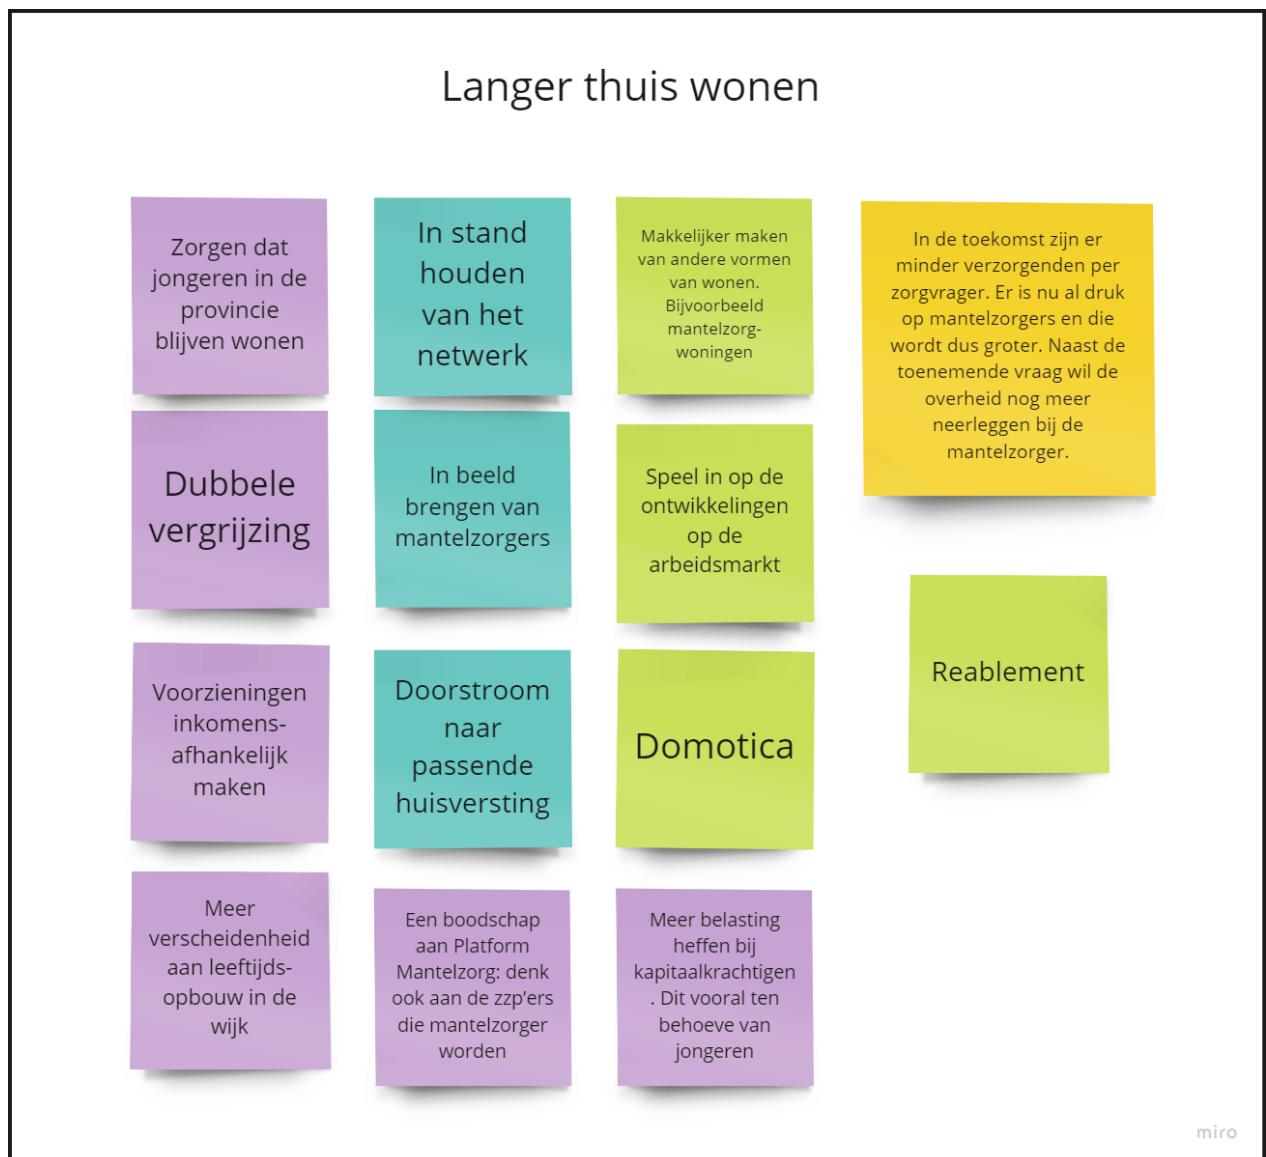 Langer thuis wonen
Zorgen dat
jongeren in de
provincie
blijven wonen
In stand
houden
van het
netwerk
Makkelijker maken
van andere vormen
van wonen.
Bijvoorbeeld
mantelzorg-
woningen
In de toekomst zijn er
minder verzorgenden per
zorgvrager. Er is nu al druk
op mantelzorgers en die
wordt dus groter. Naast de
toenemende vraag wil de
overheid nog meer
neerleggen bij de
mantelzorger.
Dubbele
vergrijzing
In beeld
brengen van
mantelzorgers
Speel in op de
ontwikkelingen
op de
arbeidsmarkt
Reablement
Voorzieningen
inkomens-
afhankelijk
maken
Doorstroom
naar
passende
huisversting
Domotica
Meer
verscheidenheid
aan leeftijds-
opbouw in de
wijk
Een boodschap
aan Platform
Mantelzorg: denk
ook aan de zzp'ers
die mantelzorger
worden
Meer belasting
heffen bij
kapitaalkrachtigen
. Dit vooral ten
behoeve van
jongeren
miro